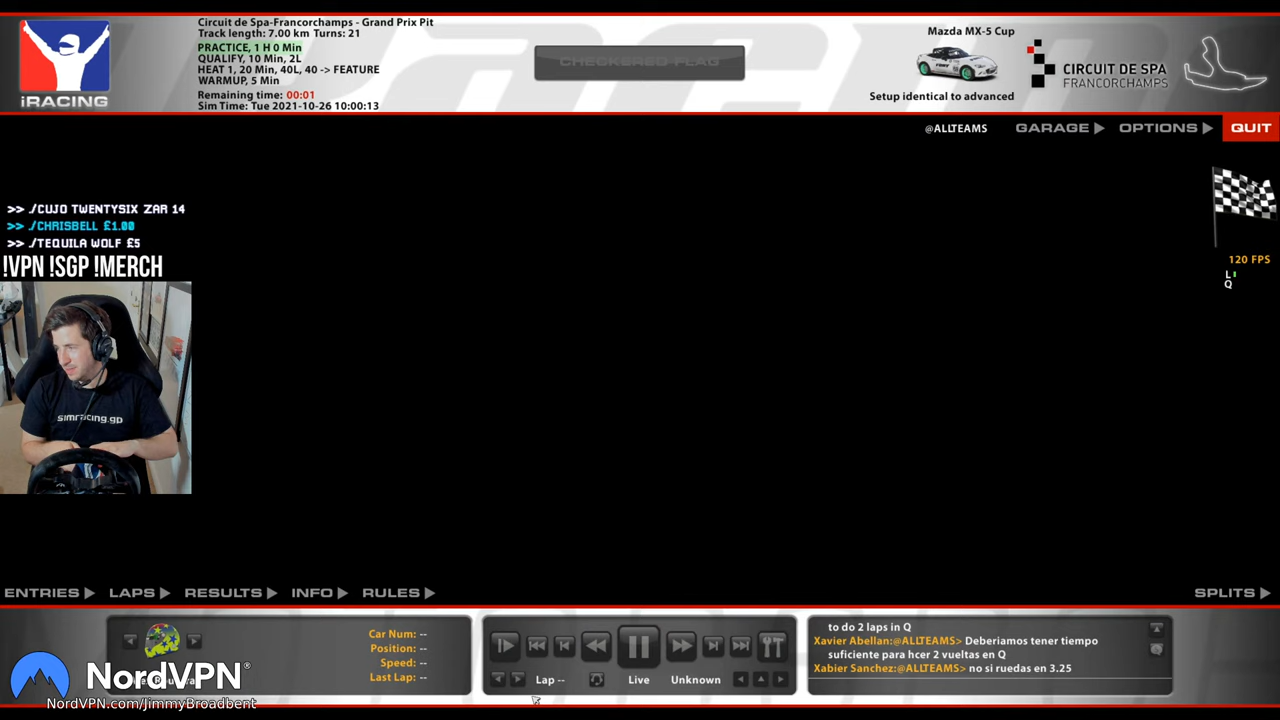 Circuit de Spa-Francorchamps - Grand Prix Pit
Track length: 7.00 km Turns: 21
PRACTICE, 1 H 0 Min
QUALIFY, 10 Min, 2L
HEAT 1, 20 Min, 40L, 40 -> FEATURE
WARMUP, 5 Min
Remaining time: 00:01
Sim Time: Tue 2021-10-26 10:00:13
iRACING
CHECKERED FLAG
Mazda MX-5 Cup
Setup identical to advanced
CIRCUIT DE SPA
FRANCORCHAMPS
@ALLTEAMS
GARAGE
OPTIONS
QUIT
>> ./CUJO TWENTYSIX ZAR 14
>> ./CHRISBELL £1.00
>> ./TEQUILA WOLF £5
!VPN !SGP !MERCH
120 FPS
L
Q
simracing.gp
ENTRIES
LAPS
RESULTS
INFO
RULES
SPLITS
Car Num: --
Position: --
Speed: --
Last Lap: --
Lap --
Live
Unknown
to do 2 laps in Q
Xavier Abellan:@ALLTEAMS> Deberiamos tener tiempo
suficiente para hcer 2 vueltas en Q
Xabier Sanchez:@ALLTEAMS> no si ruedas en 3.25
NordVPN®
NordVPN.com/JimmyBroadbent